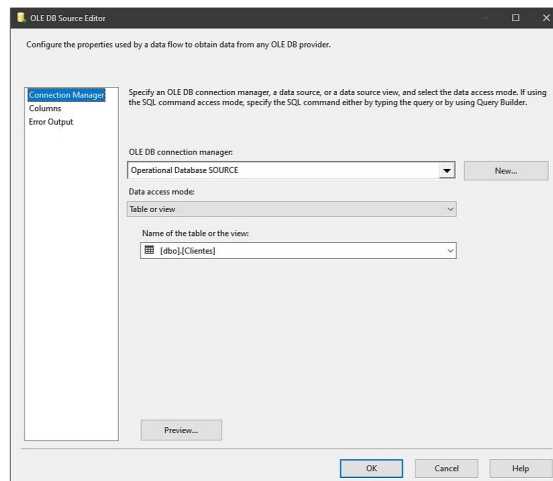 OLE DB Source Editor
Configure the properties used by a data flow to obtain data from any OLE DB provider.
Connection Manager
Columns
Error Output
Specify an OLE DB connection manager, a data source, or a data source view, and select the data access mode. If using
the SQL command access mode, specify the SQL command either by typing the query or by using Query Builder.
OLE DB connection manager:
Operational Database SOURCE
New...
Data access mode:
Table or view
Name of the table or the view:
[dbo].[Clientes]
Preview...
OK
Cancel
Help